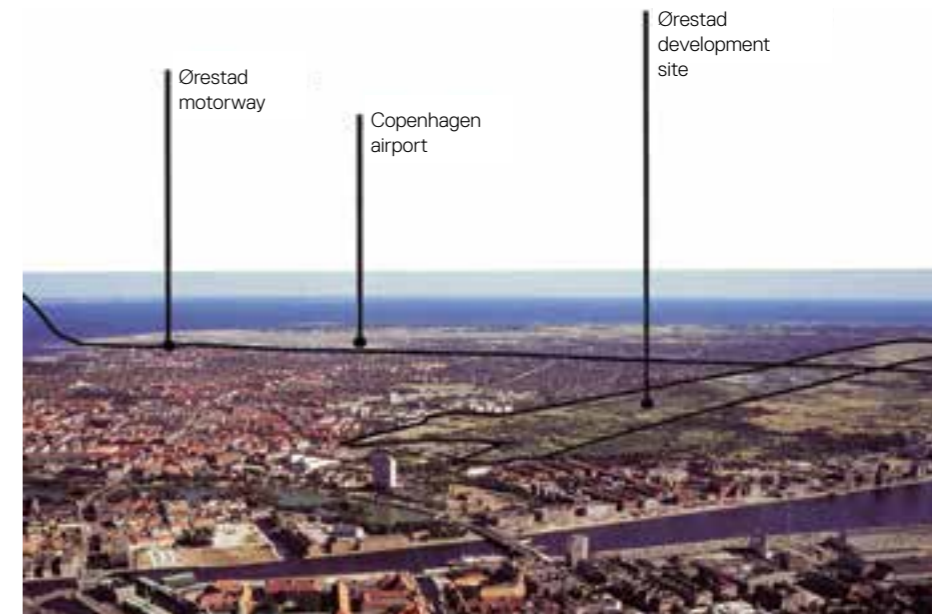 Ørestad
motorway
Copenhagen
airport
Ørestad
development
site